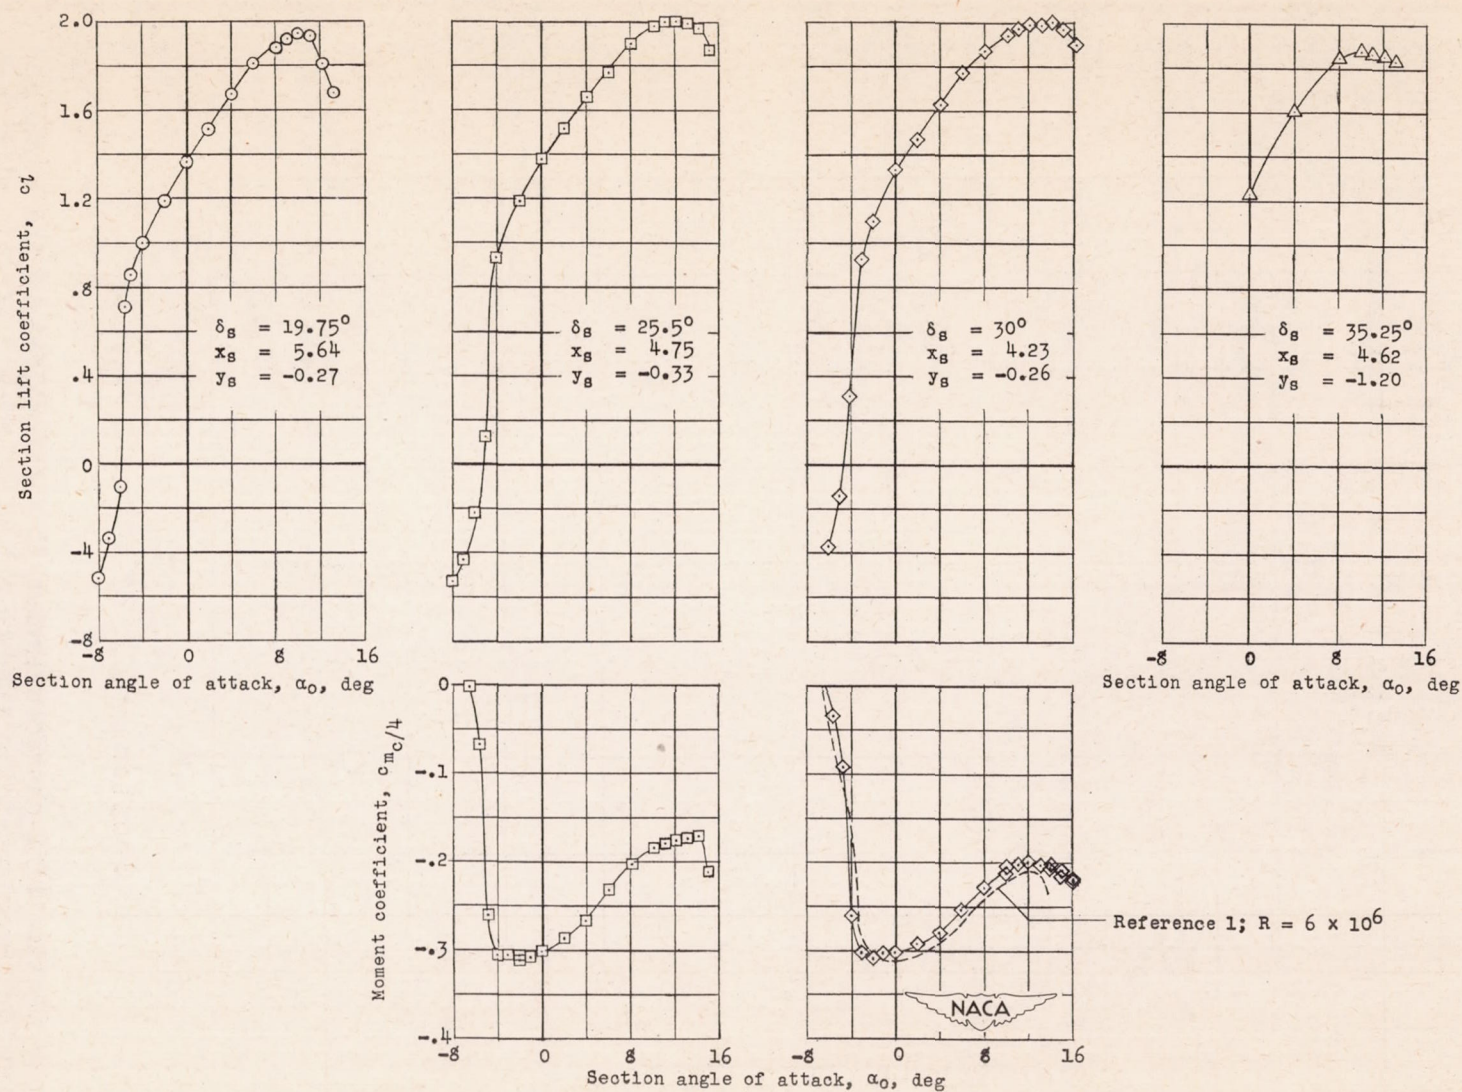 2.0
1.6
1.2
.8
.4
0
-.4
-.8
Section lift coefficient, cl
δs = 19.75°
xs = 5.64
ys = -0.27
δs = 25.5°
xs = 4.75
ys = -0.33
δs = 30°
xs = 4.23
ys = -0.26
δs = 35.25°
xs = 4.62
ys = -1.20
-8 0 8 16
Section angle of attack, αo, deg
-8 0 8 16
Section angle of attack, αo, deg
0
-.1
-.2
-.3
-.4
Moment coefficient, cmc/4
Reference 1; R = 6 x 10⁶
NACA
-8 0 8 16
-8 0 8 16
Section angle of attack, αo, deg